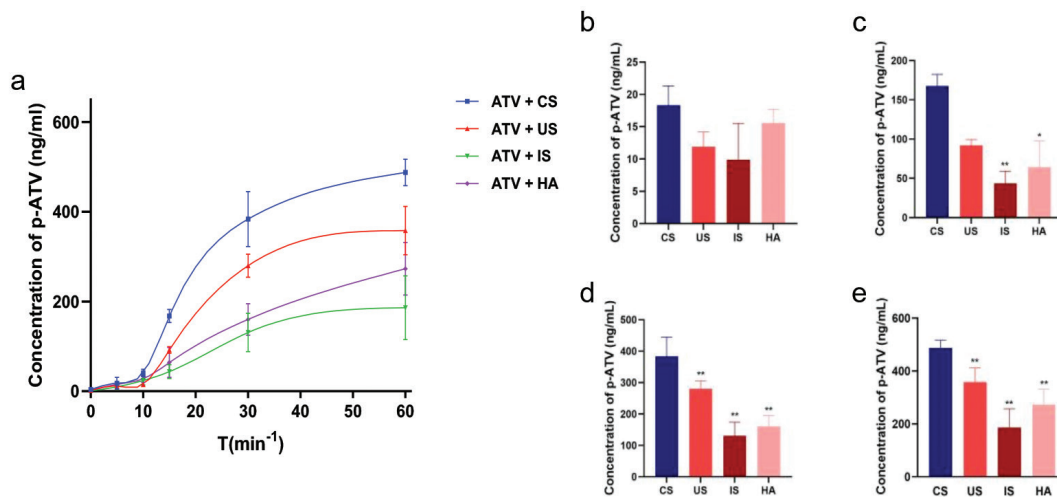 a
Concentration of p-ATV (ng/ml)
600
400
200
0
0 10 20 30 40 50 60
T(min⁻¹)
ATV + CS
ATV + US
ATV + IS
ATV + HA
b
Concentration of p-ATV (ng/mL)
25
20
15
10
5
0
CS US IS HA
c
Concentration of p-ATV (ng/mL)
200
150
100
50
0
** *
CS US IS HA
d
Concentration of p-ATV (ng/mL)
500
400
300
200
100
0
** ** **
CS US IS HA
e
Concentration of p-ATV (ng/mL)
600
400
200
0
** ** **
CS US IS HA